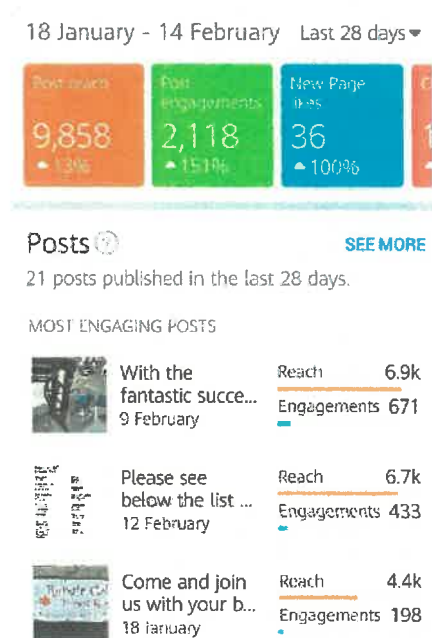 18 January - 14 February Last 28 days
Post reach
9,858
13%
Post engagements
2,118
151%
New Page likes
36
100%
Posts ?
SEE MORE
21 posts published in the last 28 days.
MOST ENGAGING POSTS
With the
fantastic succe...
9 February
Reach 6.9k
Engagements 671
Please see
below the list ...
12 February
Reach 6.7k
Engagements 433
Come and join
us with your b...
18 January
Reach 4.4k
Engagements 198